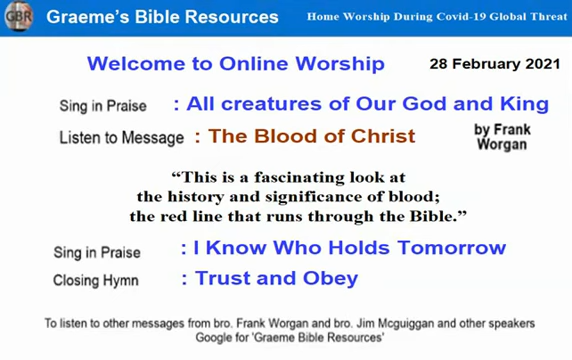 GBR Graeme's Bible Resources Home Worship During Covid-19 Global Threat
Welcome to Online Worship 28 February 2021
Sing in Praise : All creatures of Our God and King
Listen to Message : The Blood of Christ by Frank
Worgan
“This is a fascinating look at
the history and significance of blood;
the red line that runs through the Bible.”
Sing in Praise : I Know Who Holds Tomorrow
Closing Hymn : Trust and Obey
To listen to other messages from bro. Frank Worgan and bro. Jim Mcguiggan and other speakers
Google for 'Graeme Bible Resources'